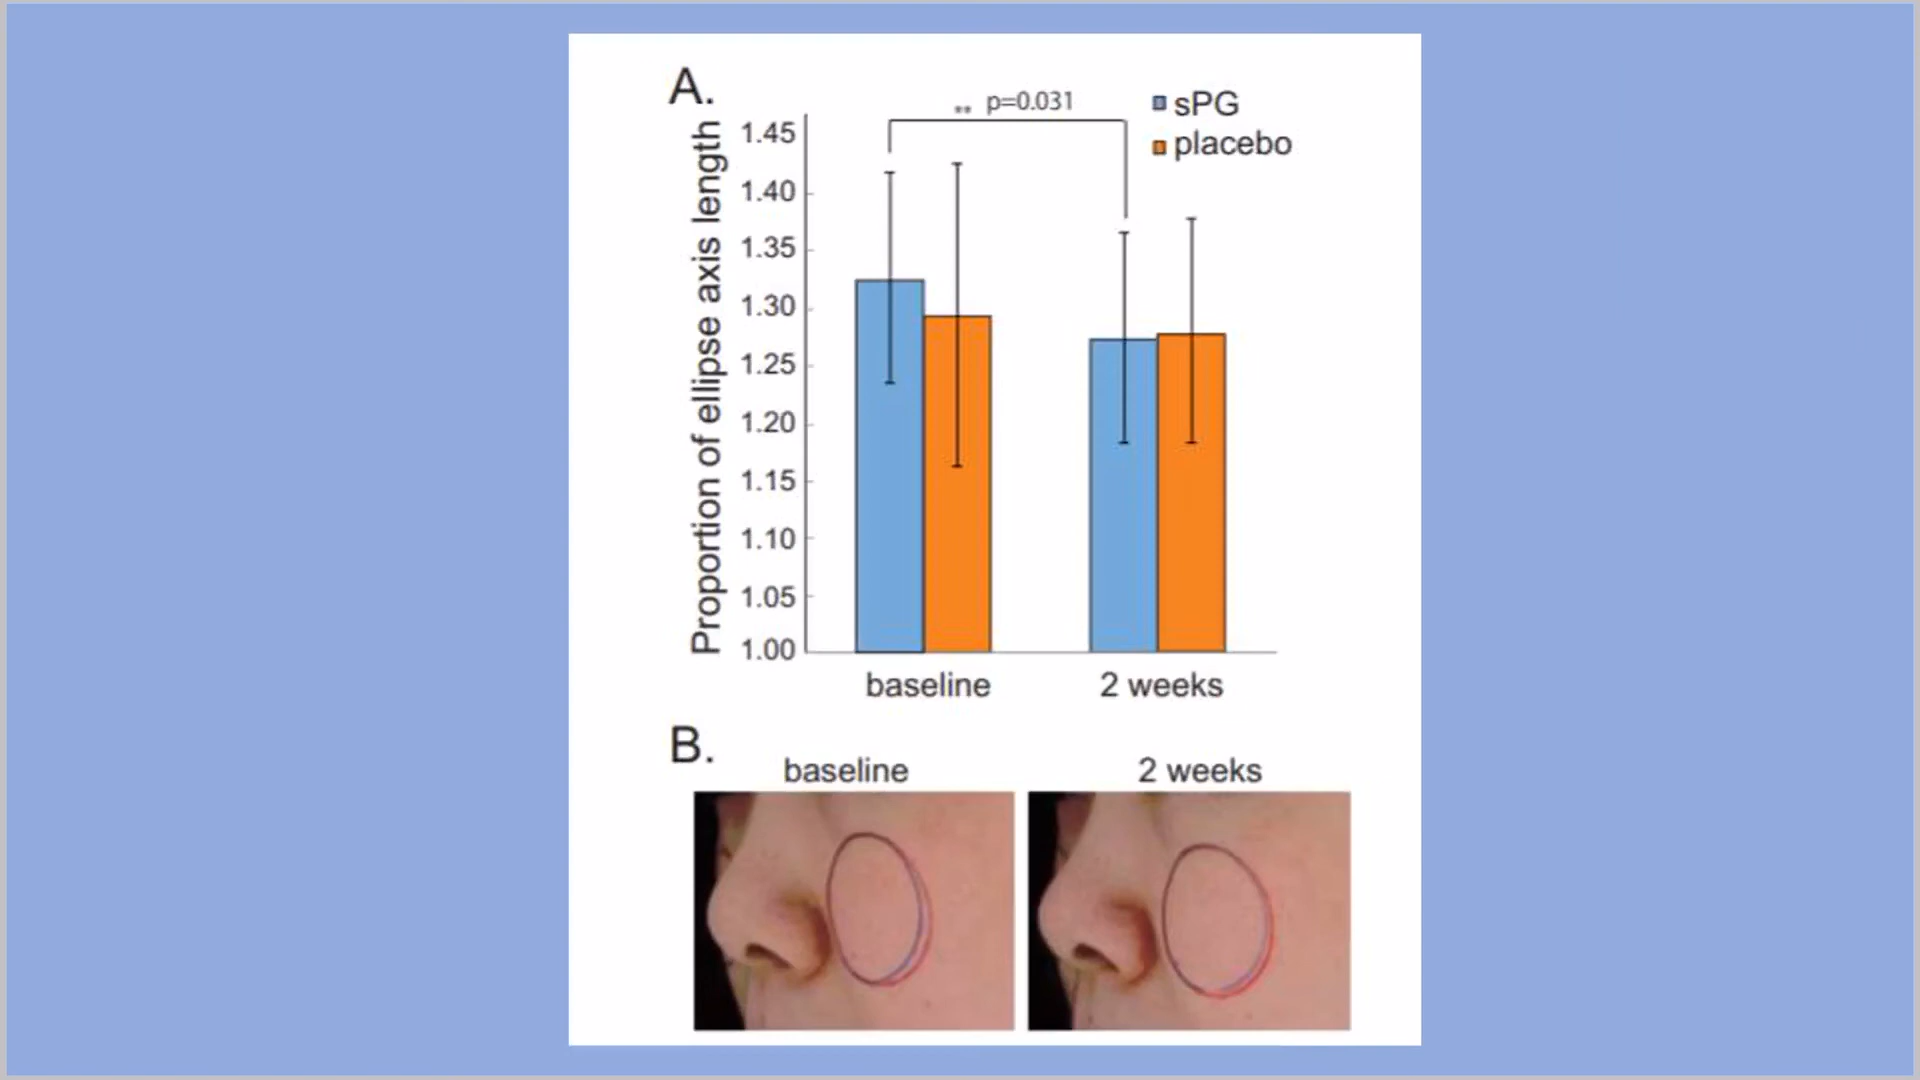 A.
** p=0.031
sPG
placebo
Proportion of ellipse axis length
1.45
1.40
1.35
1.30
1.25
1.20
1.15
1.10
1.05
1.00
baseline
2 weeks
B.
baseline
2 weeks